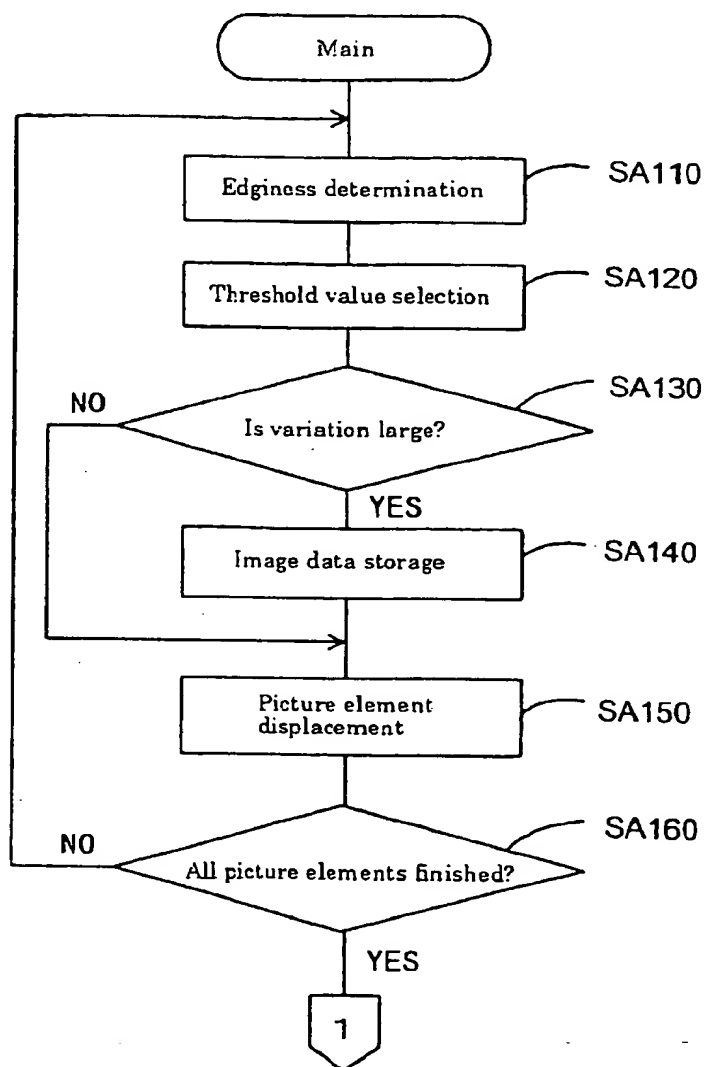 Main
Edginess determination
SA110
Threshold value selection
SA120
SA130
NO
Is variation large?
YES
Image data storage
SA140
Picture element
displacement
SA150
SA160
NO
All picture elements finished?
YES
1